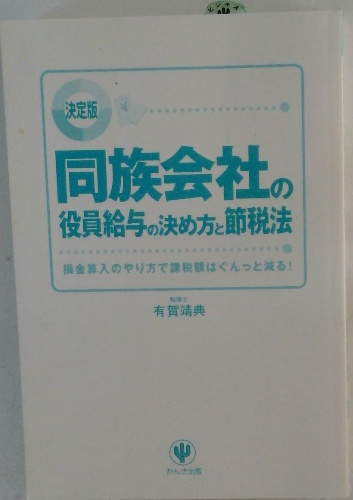 決定版
同族会社の
役員給与の決め方と節税法
損金算入のやり方で課税額はぐんっと減る！
税理士
有賀靖典
かんき出版